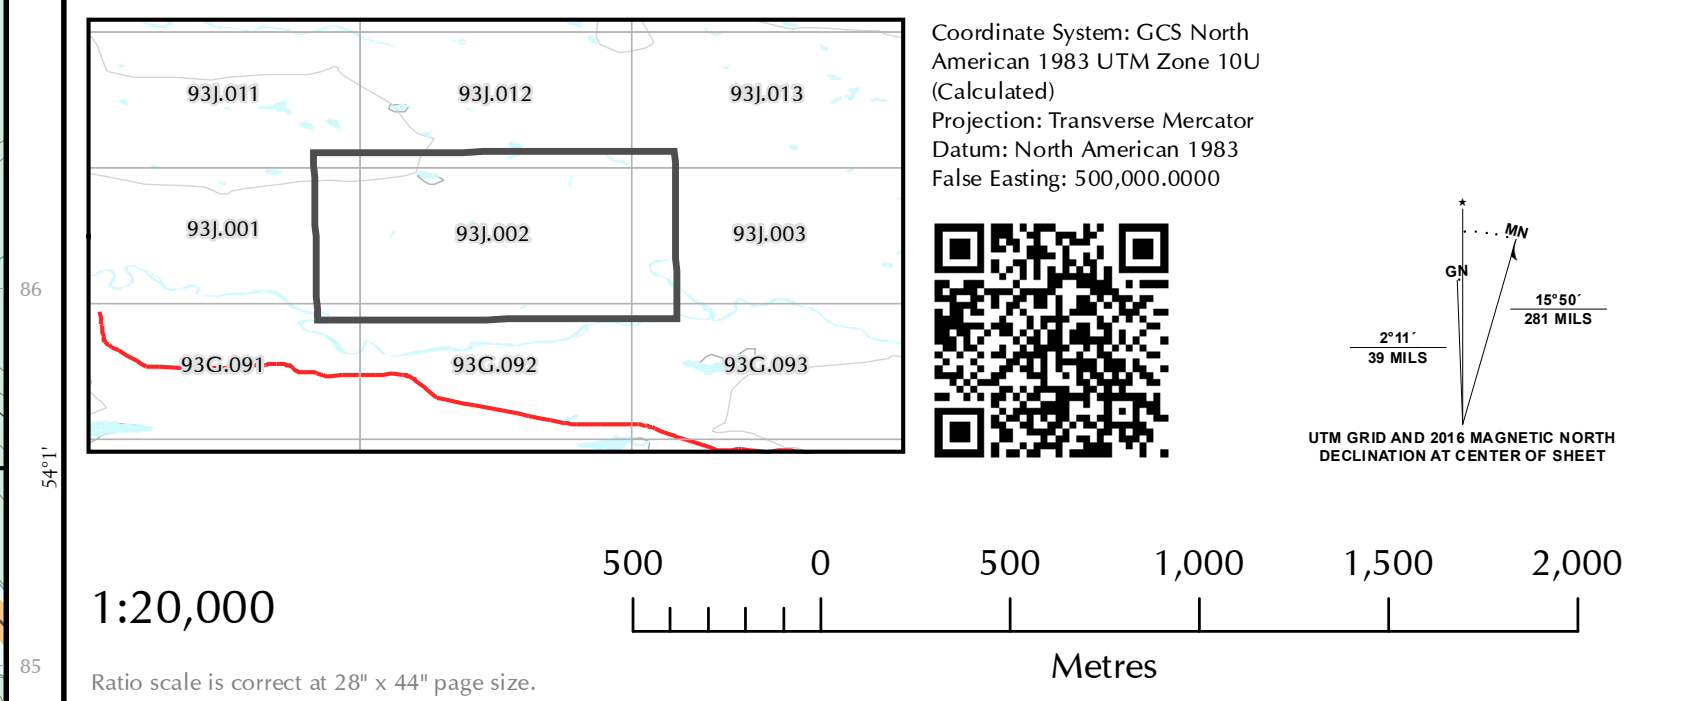 93J.011
93J.012
93J.013
93J.001
93J.002
93J.003
93G.091
93G.092
93G.093
86
54°1'
85
Coordinate System: GCS North
American 1983 UTM Zone 10U
(Calculated)
Projection: Transverse Mercator
Datum: North American 1983
False Easting: 500,000.0000
MN
GN
15°50´
281 MILS
2°11´
39 MILS
UTM GRID AND 2016 MAGNETIC NORTH
DECLINATION AT CENTER OF SHEET
1:20,000
Ratio scale is correct at 28" x 44" page size.
500 0 500 1,000 1,500 2,000
Metres